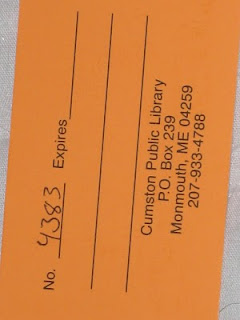 No. 4383 Expires
Cumston Public Library
P.O. Box 239
Monmouth, ME 04259
207-933-4788